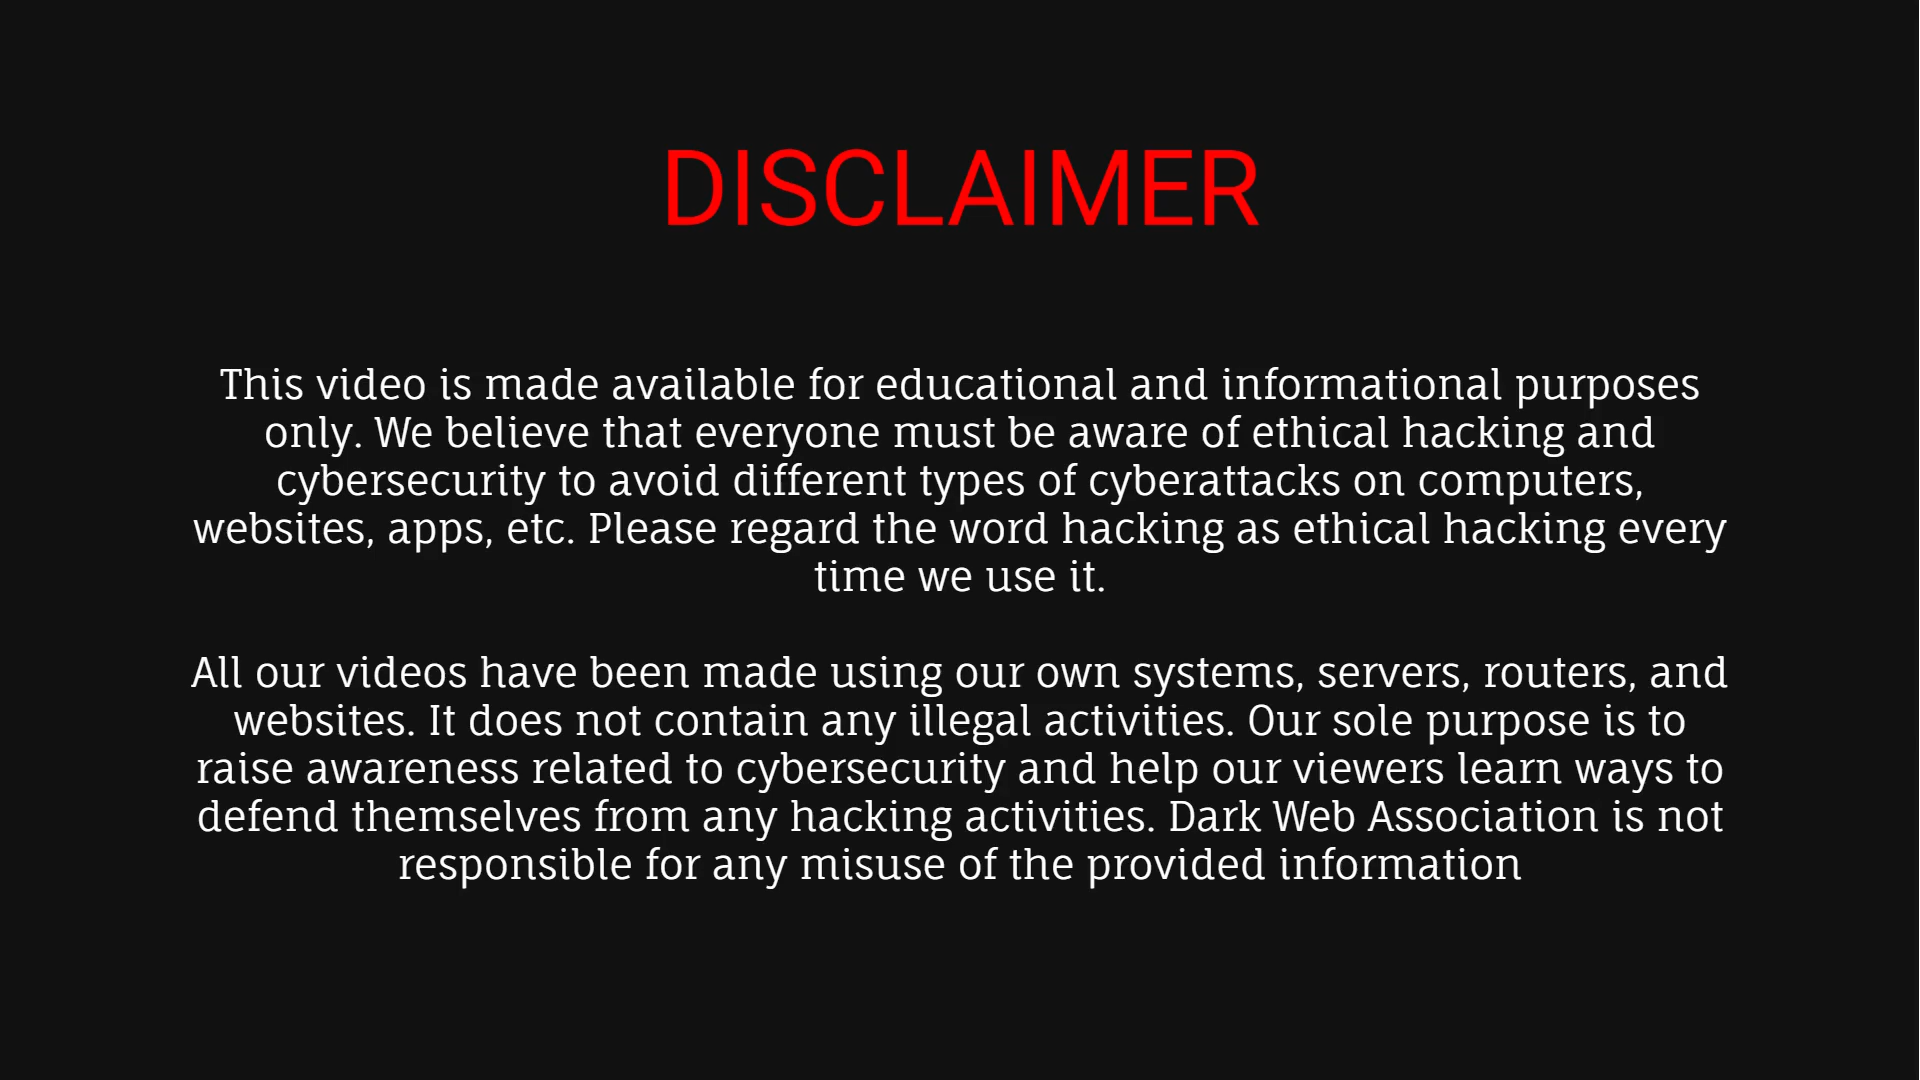 DISCLAIMER
This video is made available for educational and informational purposes
only. We believe that everyone must be aware of ethical hacking and
cybersecurity to avoid different types of cyberattacks on computers,
websites, apps, etc. Please regard the word hacking as ethical hacking every
time we use it.
All our videos have been made using our own systems, servers, routers, and
websites. It does not contain any illegal activities. Our sole purpose is to
raise awareness related to cybersecurity and help our viewers learn ways to
defend themselves from any hacking activities. Dark Web Association is not
responsible for any misuse of the provided information